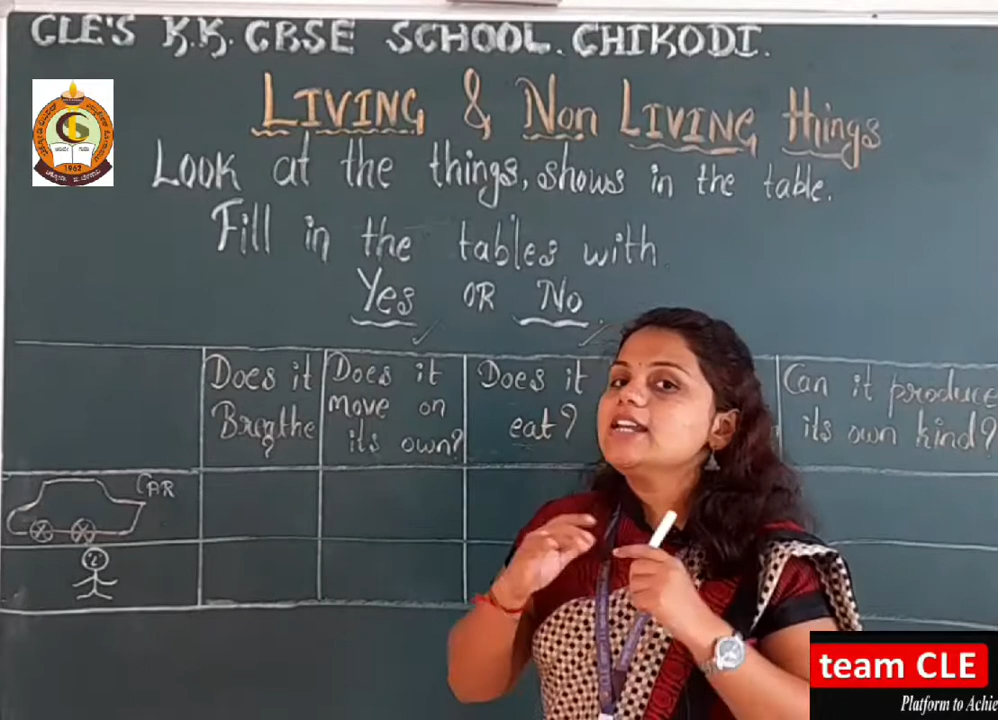 CLE'S K.K. CBSE SCHOOL. CHIKODI.
LIVING & Non LIVING things
Look at the things, shows in the table.
Fill in the tables with
Yes OR No
Does it
Breathe
Does it
move on
its own?
Does it
eat?
Can it produce
its own kind?
CAR
1962
team CLE
Platform to Achie